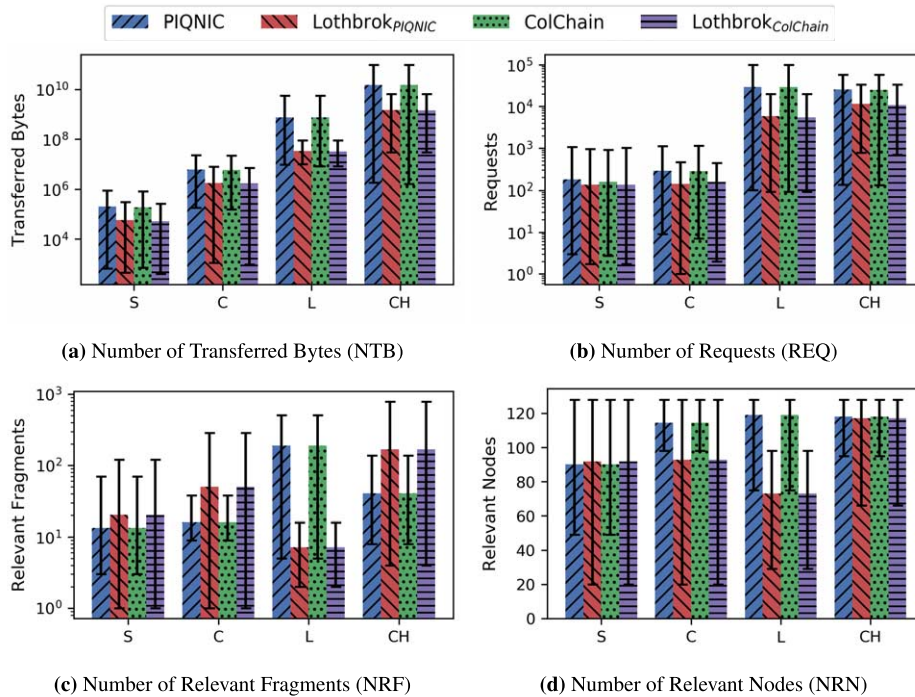 PIQNIC Lothbrok_PIQNIC ColChain Lothbrok_ColChain
Transferred Bytes
10^10
10^8
10^6
10^4
S C L CH
(a) Number of Transferred Bytes (NTB)
Requests
10^5
10^4
10^3
10^2
10^1
10^0
S C L CH
(b) Number of Requests (REQ)
Relevant Fragments
10^3
10^2
10^1
10^0
S C L CH
(c) Number of Relevant Fragments (NRF)
Relevant Nodes
120
100
80
60
40
20
0
S C L CH
(d) Number of Relevant Nodes (NRN)